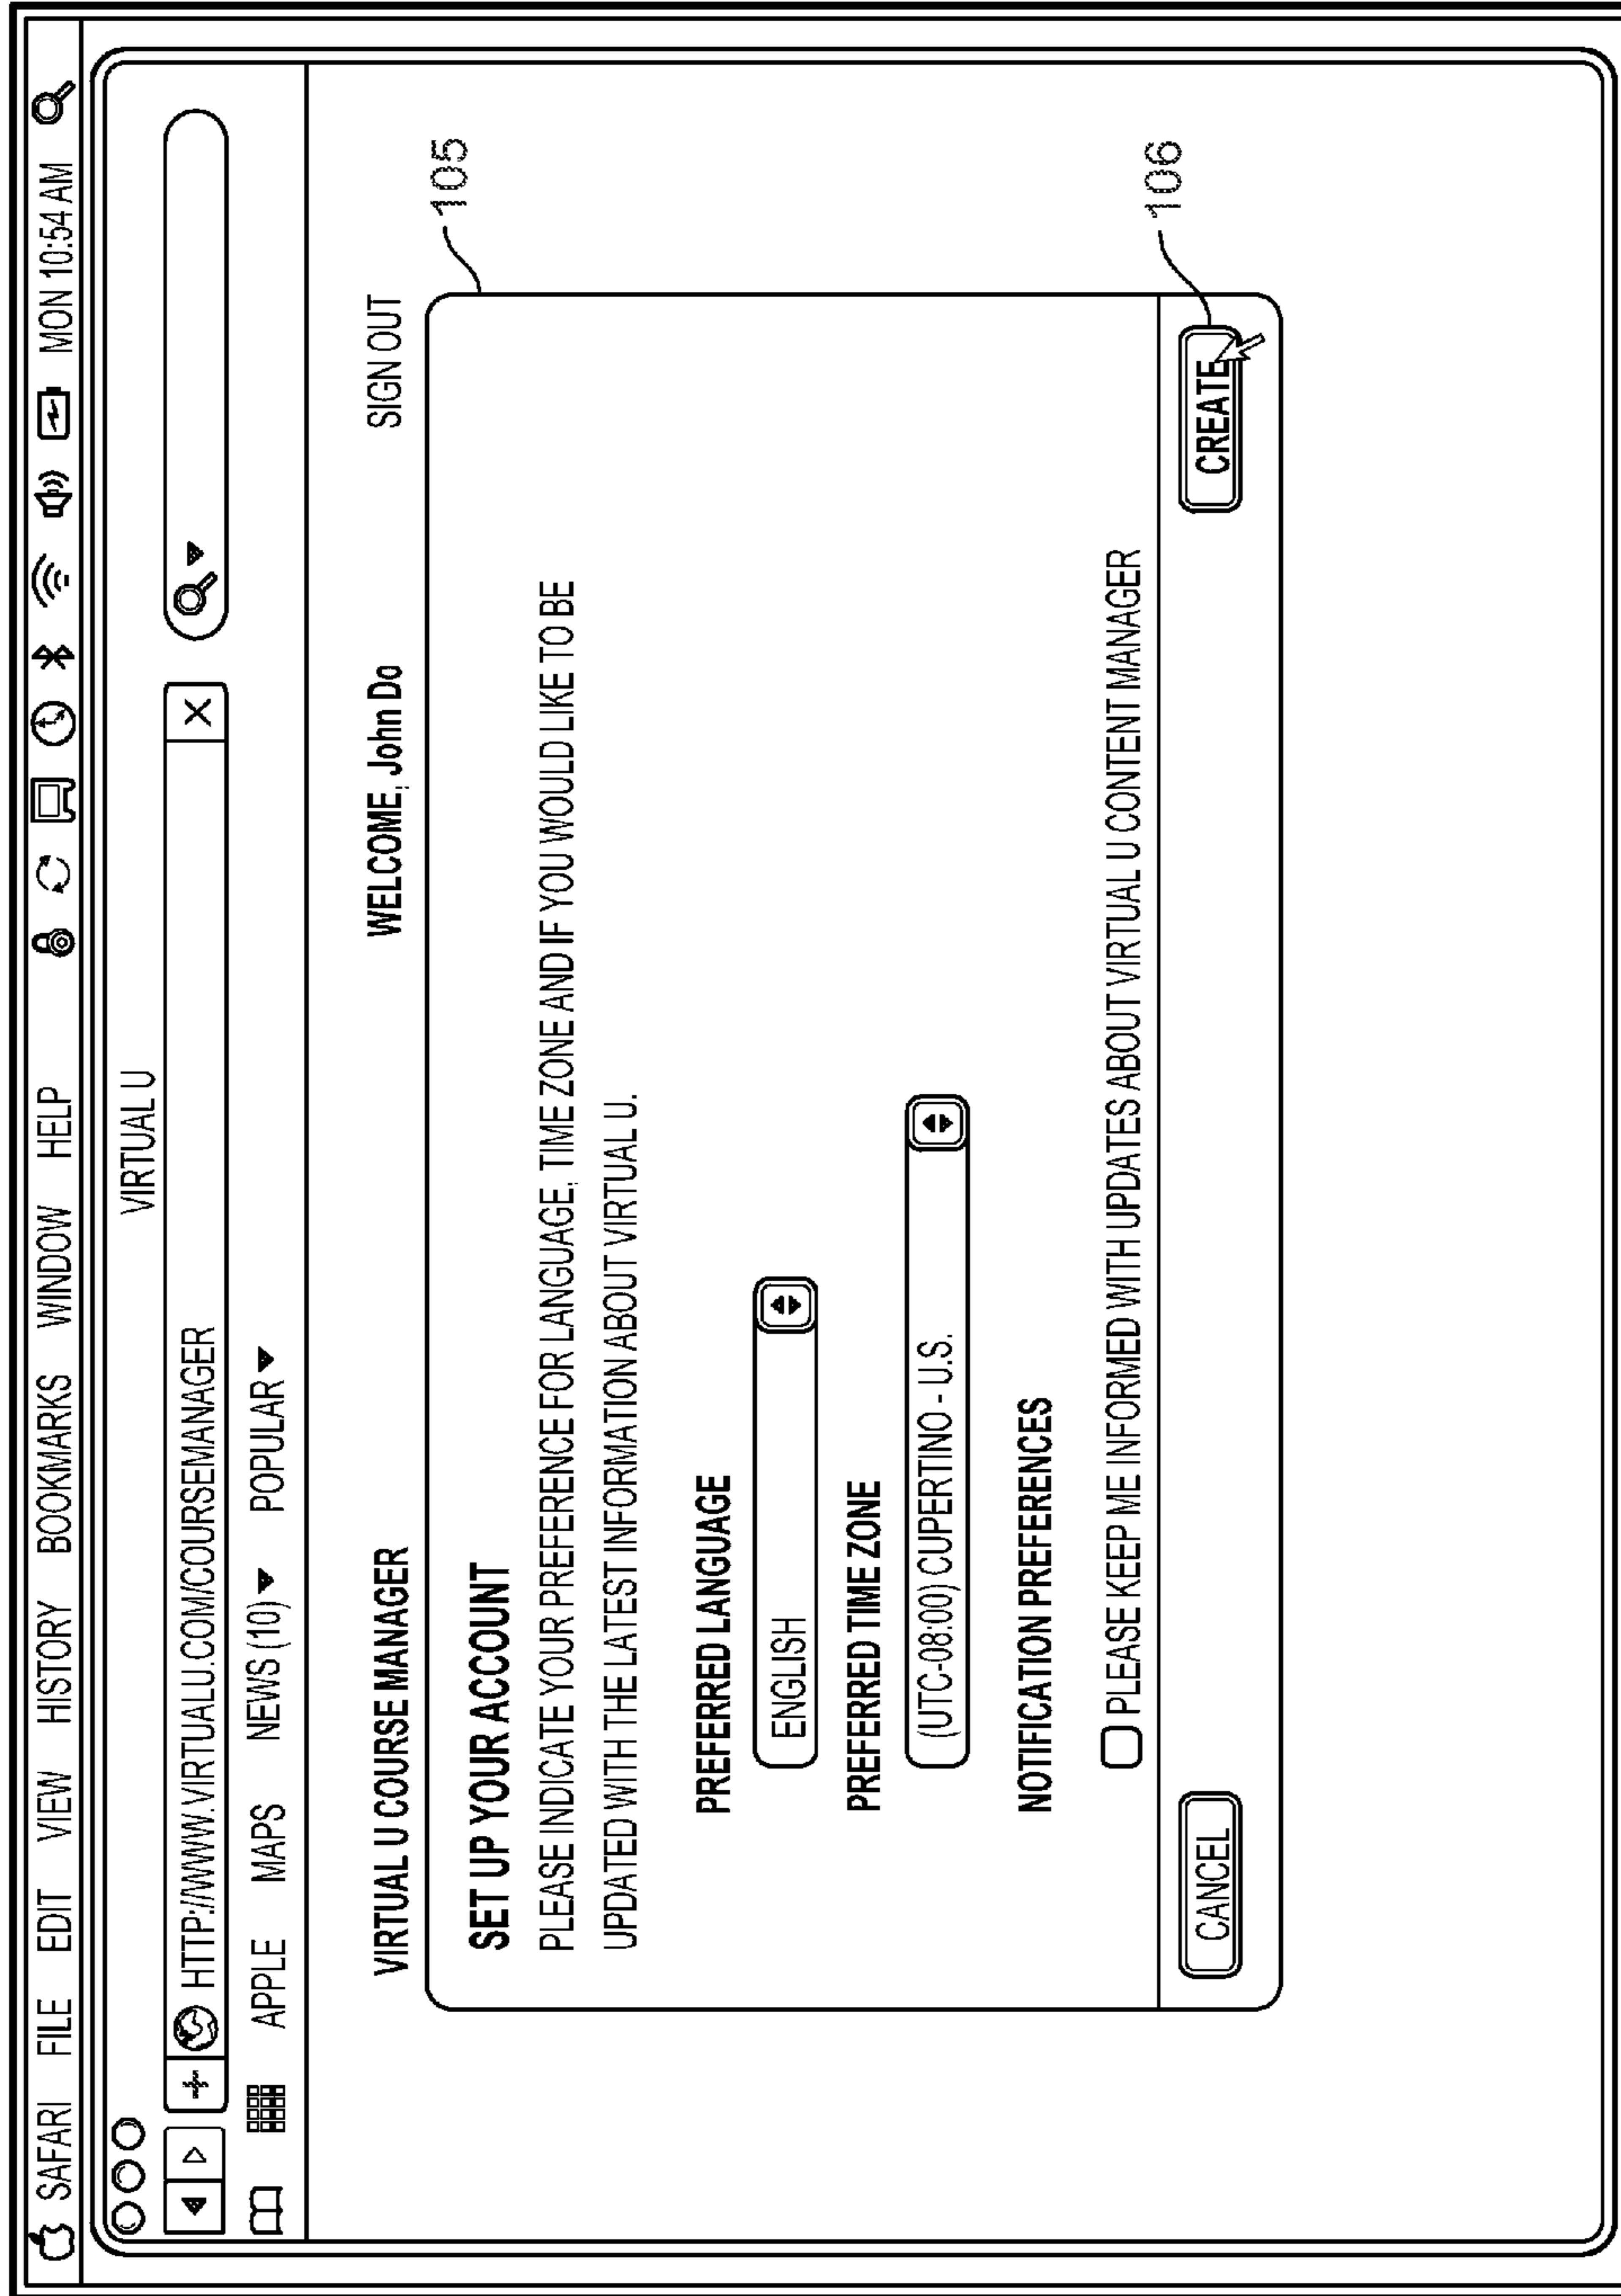 SAFARI FILE EDIT VIEW HISTORY BOOKMARKS WINDOW HELP MON 10:54 AM
VIRTUAL U
HTTP://WWW.VIRTUALU.COM/COURSEMANAGER
APPLE MAPS NEWS (10) POPULAR
VIRTUAL U COURSE MANAGER WELCOME, John Do SIGN OUT
105
SET UP YOUR ACCOUNT
PLEASE INDICATE YOUR PREFERENCE FOR LANGUAGE, TIME ZONE AND IF YOU WOULD LIKE TO BE
UPDATED WITH THE LATEST INFORMATION ABOUT VIRTUAL U.
PREFERRED LANGUAGE
ENGLISH
PREFERRED TIME ZONE
(UTC-08:00) CUPERTINO - U.S.
NOTIFICATION PREFERENCES
PLEASE KEEP ME INFORMED WITH UPDATES ABOUT VIRTUAL U CONTENT MANAGER
106
CANCEL CREATE